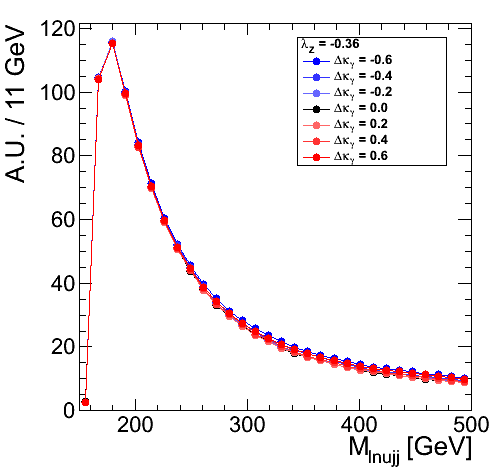 A.U. / 11 GeV
120
100
80
60
40
20
0
λz = -0.36
Δκγ = -0.6
Δκγ = -0.4
Δκγ = -0.2
Δκγ = 0.0
Δκγ = 0.2
Δκγ = 0.4
Δκγ = 0.6
200 300 400 500
Mlnujj [GeV]